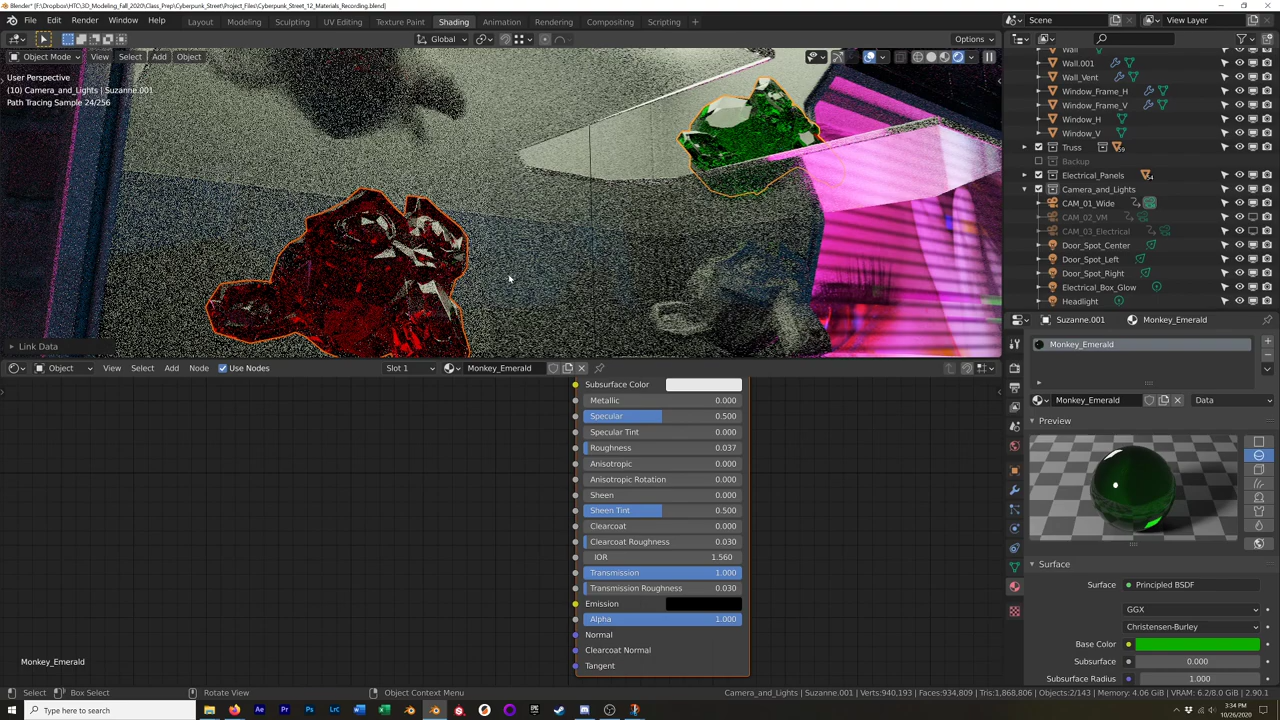 Blender* [F:\Dropbox\HTC\3D_Modeling_Fall_2020\Class_Prep\Cyberpunk_Street\Project_Files\Cyberpunk_Street_12_Materials_Recording.blend]
File Edit Render Window Help
Layout Modeling Sculpting UV Editing Texture Paint Shading Animation Rendering Compositing Scripting +
Scene
View Layer
Global
Options
Object Mode View Select Add Object
User Perspective
(10) Camera_and_Lights | Suzanne.001
Path Tracing Sample 24/256
Link Data
Wall
Wall.001
Wall_Vent
Window_Frame_H
Window_Frame_V
Window_H
Window_V
Truss 59
Backup
Electrical_Panels
Camera_and_Lights
CAM_01_Wide
CAM_02_VM
CAM_03_Electrical
Door_Spot_Center
Door_Spot_Left
Door_Spot_Right
Electrical_Box_Glow
Headlight
Suzanne.001 Monkey_Emerald
Monkey_Emerald
Monkey_Emerald Data
Preview
Surface
Surface Principled BSDF
GGX
Christensen-Burley
Base Color
Subsurface 0.000
Subsurface Radius 1.000
Object View Select Add Node Use Nodes Slot 1 Monkey_Emerald
Subsurface Color
Metallic 0.000
Specular 0.500
Specular Tint 0.000
Roughness 0.037
Anisotropic 0.000
Anisotropic Rotation 0.000
Sheen 0.000
Sheen Tint 0.500
Clearcoat 0.000
Clearcoat Roughness 0.030
IOR 1.560
Transmission 1.000
Transmission Roughness 0.030
Emission
Alpha 1.000
Normal
Clearcoat Normal
Tangent
Monkey_Emerald
Select Box Select Rotate View Object Context Menu
Camera_and_Lights | Suzanne.001 | Verts:940,193 | Faces:934,809 | Tris:1,868,806 | Objects:2/143 | Memory: 4.06 GiB | VRAM: 6.2/8.0 GiB | 2.90.1
Type here to search
Ae Pr Ps Lr
3:34 PM
10/26/2020